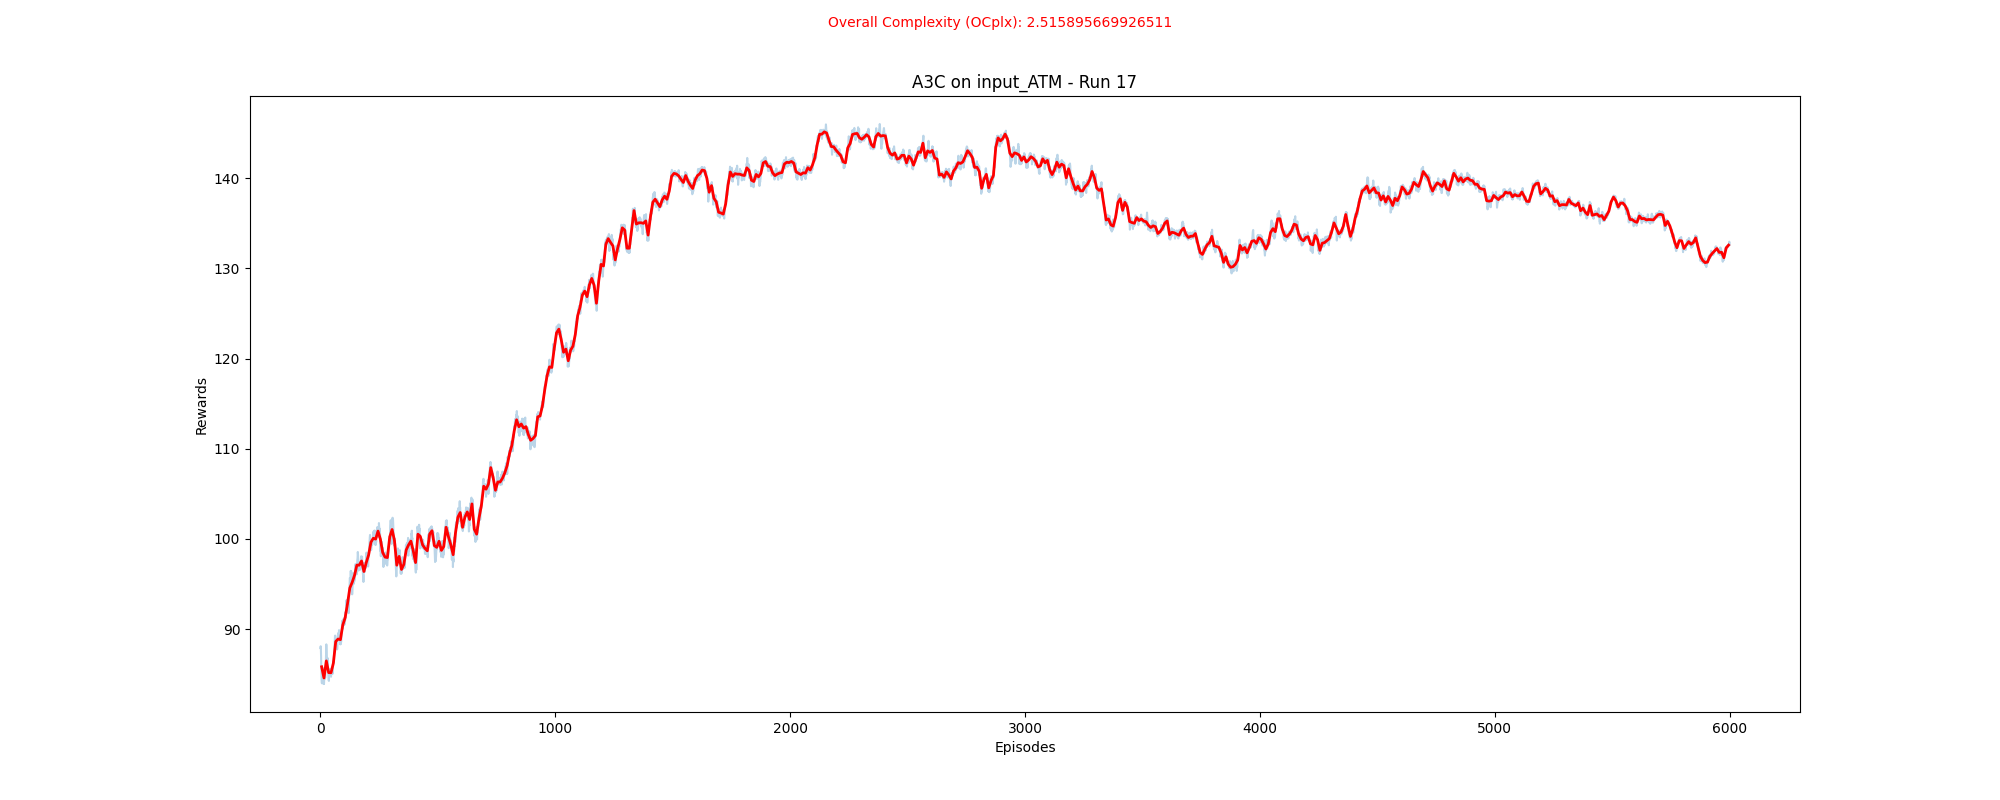 Overall Complexity (OCplx): 2.515895669926511
A3C on input_ATM - Run 17
140
130
120
110
100
90
Rewards
0 1000 2000 3000 4000 5000 6000
Episodes